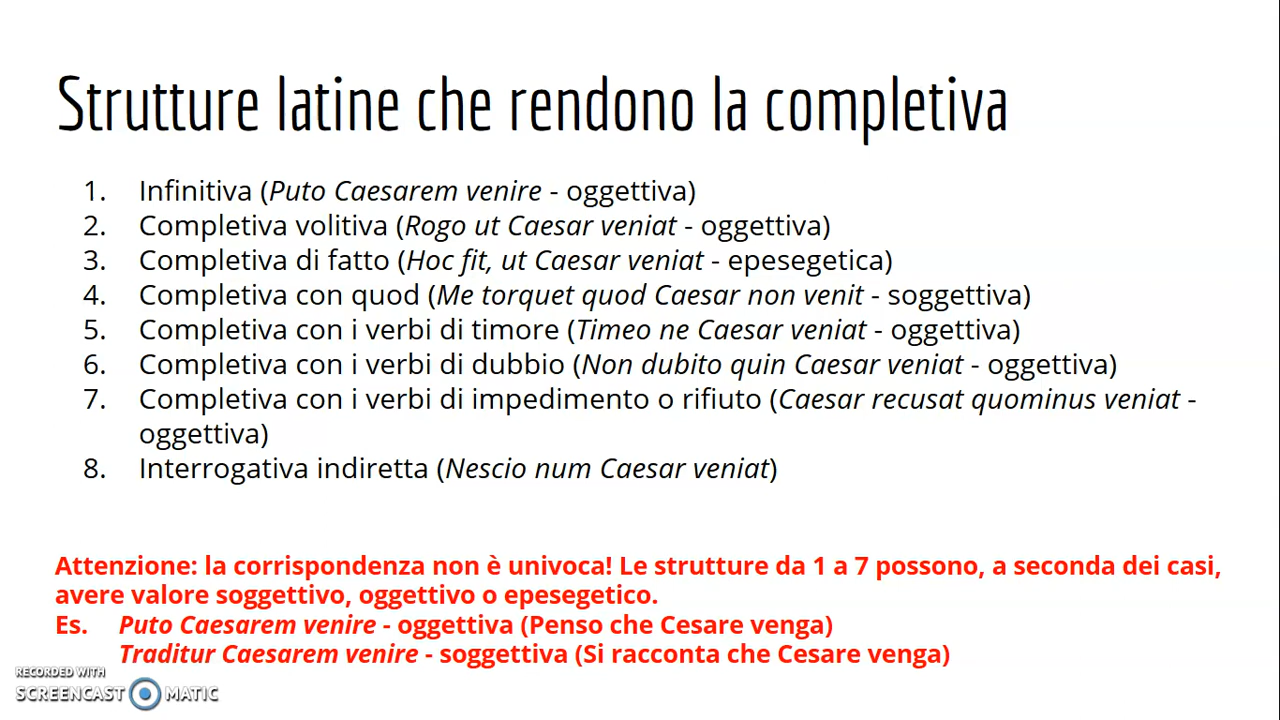 Strutture latine che rendono la completiva
1. Infinitiva (Puto Caesarem venire - oggettiva)
2. Completiva volitiva (Rogo ut Caesar veniat - oggettiva)
3. Completiva di fatto (Hoc fit, ut Caesar veniat - epesegetica)
4. Completiva con quod (Me torquet quod Caesar non venit - soggettiva)
5. Completiva con i verbi di timore (Timeo ne Caesar veniat - oggettiva)
6. Completiva con i verbi di dubbio (Non dubito quin Caesar veniat - oggettiva)
7. Completiva con i verbi di impedimento o rifiuto (Caesar recusat quominus veniat -
oggettiva)
8. Interrogativa indiretta (Nescio num Caesar veniat)
Attenzione: la corrispondenza non è univoca! Le strutture da 1 a 7 possono, a seconda dei casi,
avere valore soggettivo, oggettivo o epesegetico.
Es. Puto Caesarem venire - oggettiva (Penso che Cesare venga)
Traditur Caesarem venire - soggettiva (Si racconta che Cesare venga)
RECORDED WITH
SCREENCAST MATIC